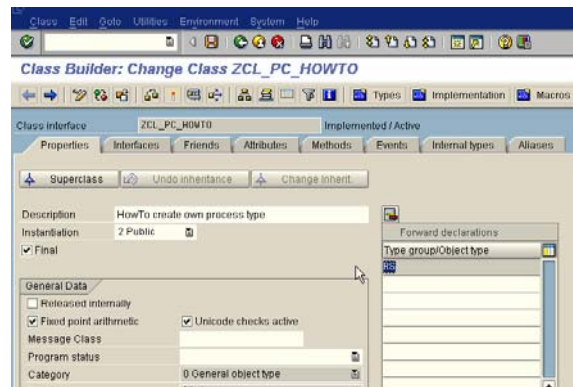 Class Edit Goto Utilities Environment System Help
Class Builder: Change Class ZCL_PC_HOWTO
Types Implementation Macros
Class interface ZCL_PC_HOWTO Implemented / Active
Properties Interfaces Friends Attributes Methods Events Internal types Aliases
Superclass Undo inheritance Change inherit.
Description HowTo create own process type
Instantiation 2 Public
Forward declarations
Final
Type group/Object type
RS
General Data
Released internally
Fixed point arithmetic Unicode checks active
Message Class
Program status
Category 0 General object type